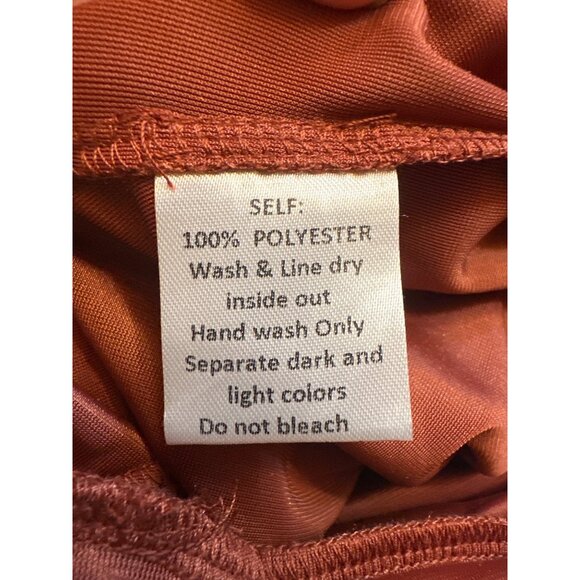 SELF:
100% POLYESTER
Wash & Line dry
inside out
Hand wash Only
Separate dark and
light colors
Do not bleach